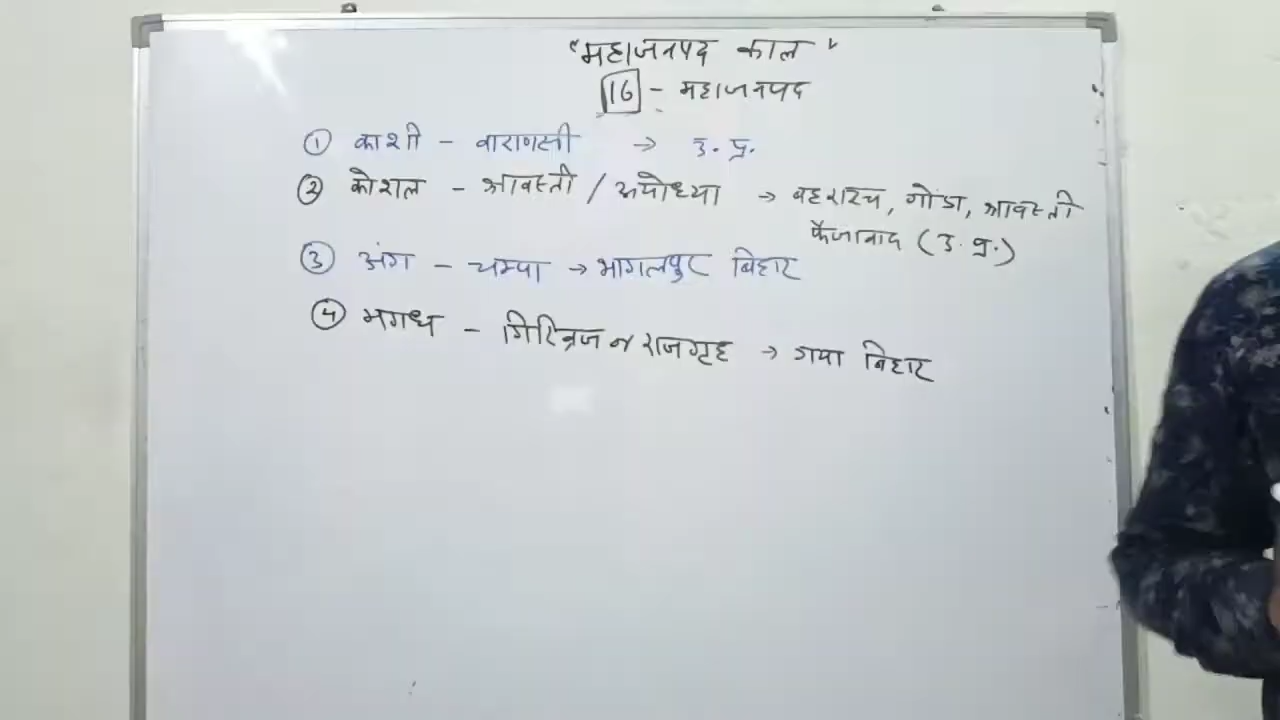 "महाजनपद काल"
16 - महाजनपद
① काशी - वाराणसी → उ. प्र.
② कोशल - श्रावस्ती / अयोध्या → बहराइच, गोंडा, श्रावस्ती
फैजाबाद (उ. प्र.)
③ अंग - चम्पा → भागलपुर बिहार
④ मगध - गिरिव्रज व राजगृह → गया बिहार